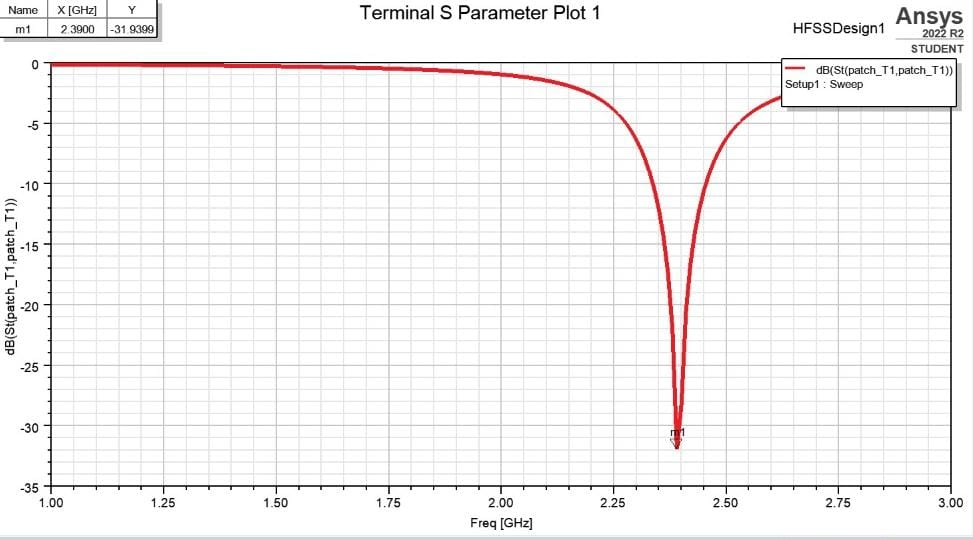 Name X [GHz] Y
m1 2.3900 -31.9399
Terminal S Parameter Plot 1
HFSSDesign1
Ansys
2022 R2
STUDENT
dB(St(patch_T1,patch_T1))
Setup1 : Sweep
0
-5
-10
-15
-20
-25
-30
-35
dB(St(patch_T1,patch_T1))
m1
1.00 1.25 1.50 1.75 2.00 2.25 2.50 2.75 3.00
Freq [GHz]